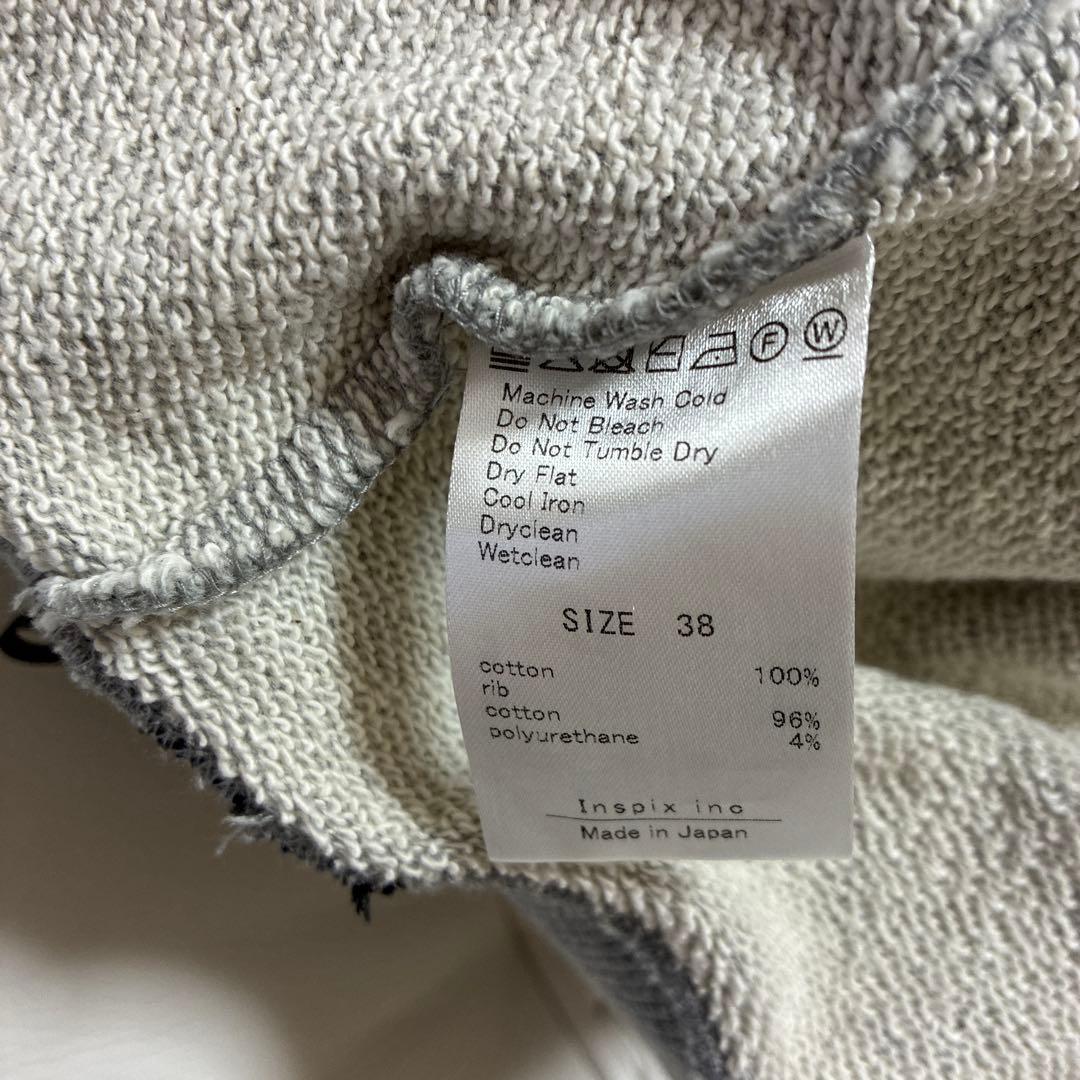 F W
Machine Wash Cold
Do Not Bleach
Do Not Tumble Dry
Dry Flat
Cool Iron
Dryclean
Wetclean
SIZE 38
cotton 100%
rib
cotton 96%
polyurethane 4%
Inspix inc
Made in Japan